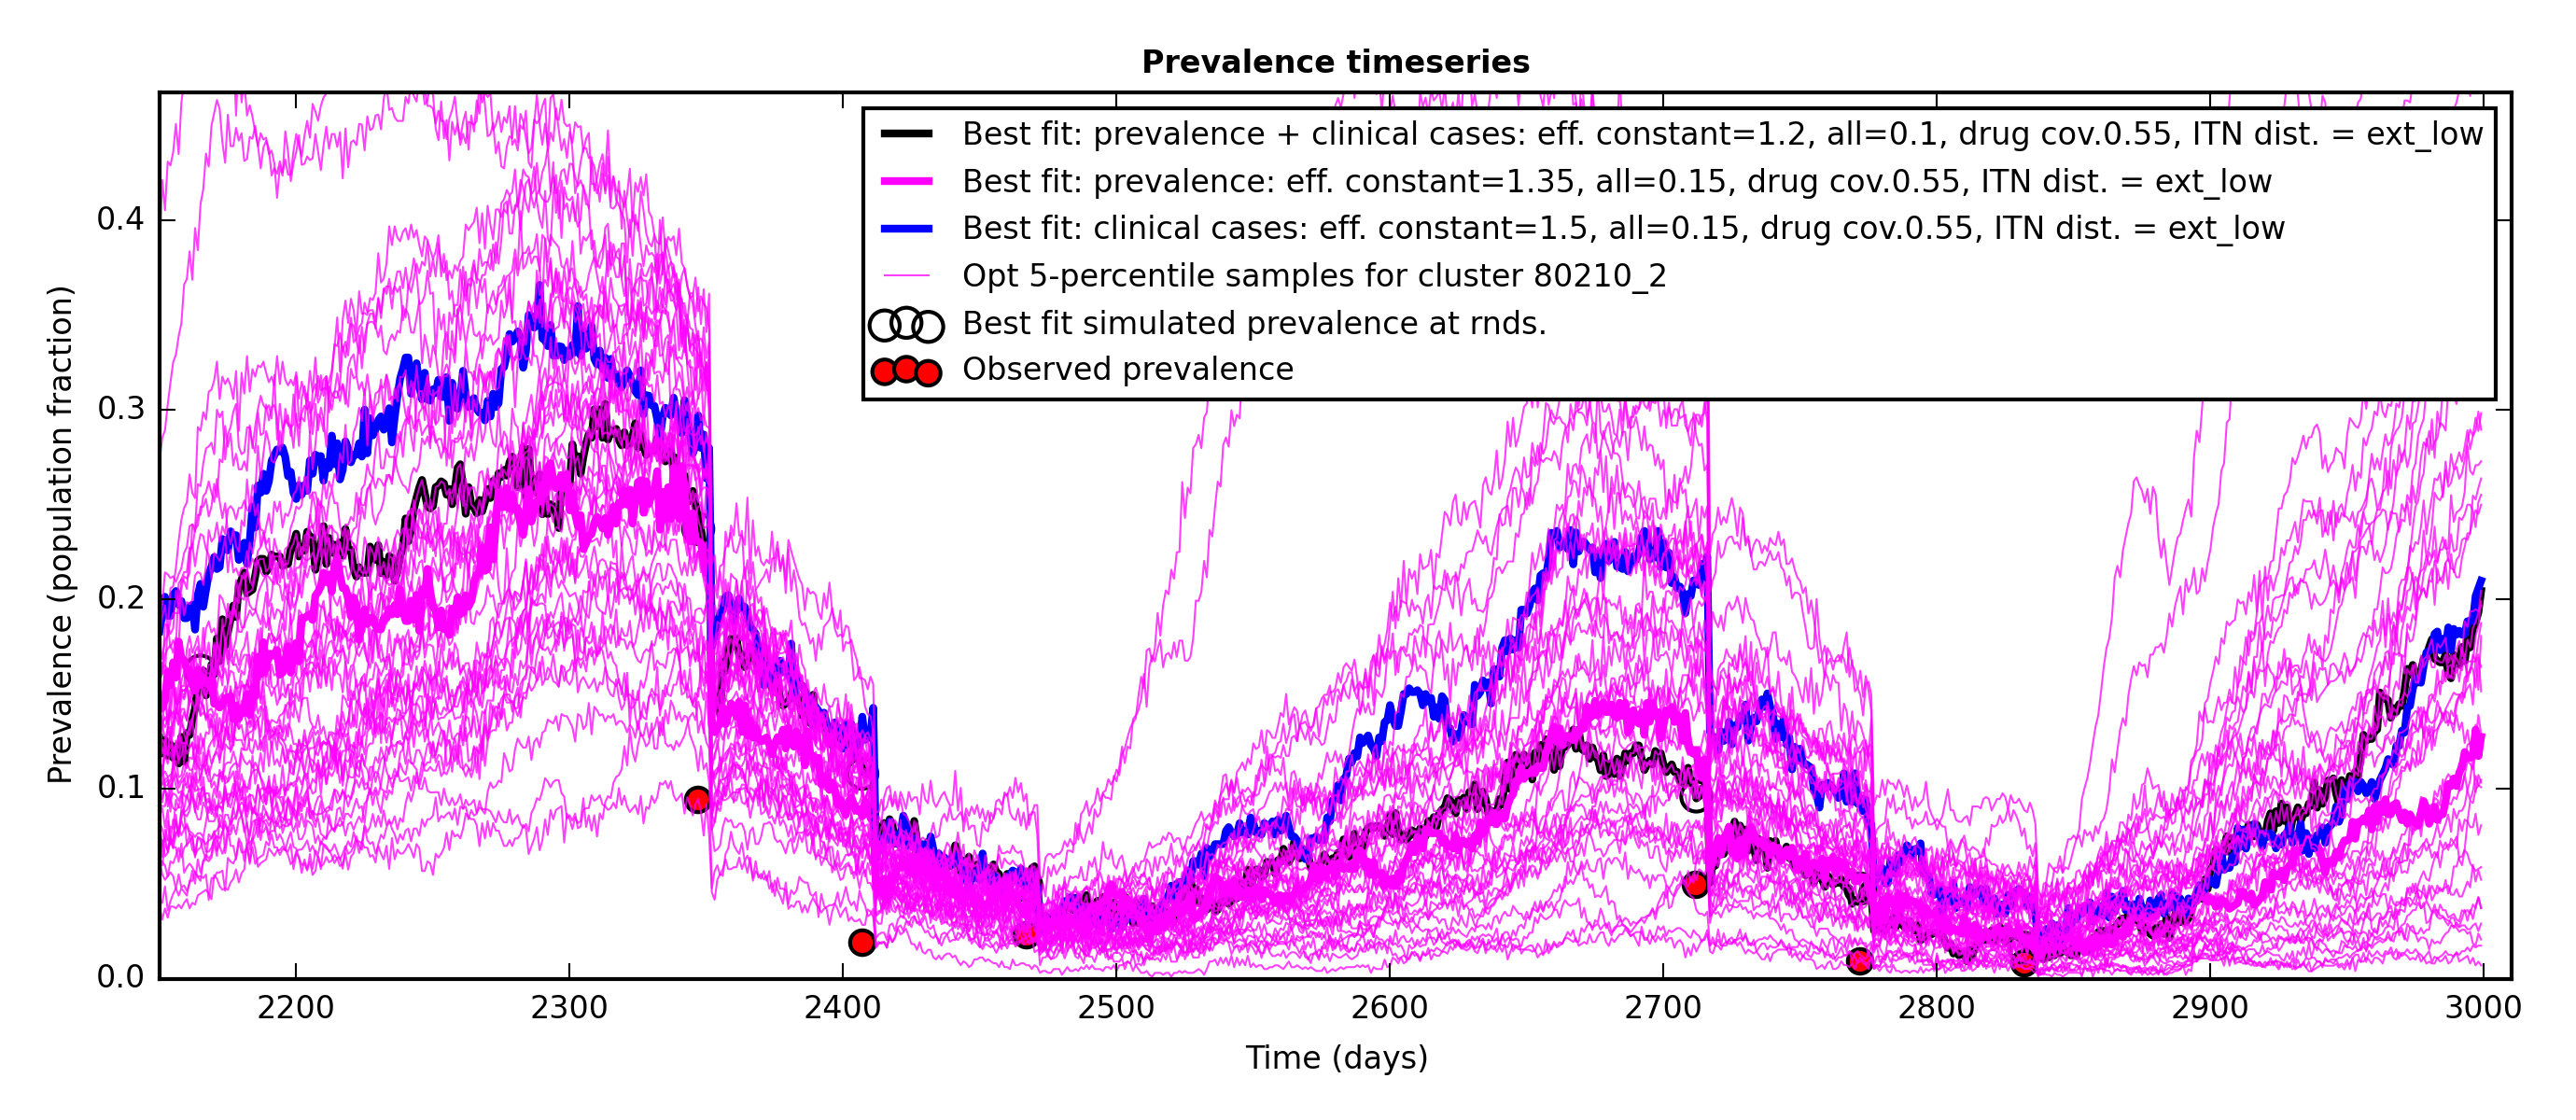 Prevalence timeseries
Best fit: prevalence + clinical cases: eff. constant=1.2, all=0.1, drug cov.0.55, ITN dist. = ext_low
Best fit: prevalence: eff. constant=1.35, all=0.15, drug cov.0.55, ITN dist. = ext_low
Best fit: clinical cases: eff. constant=1.5, all=0.15, drug cov.0.55, ITN dist. = ext_low
Opt 5-percentile samples for cluster 80210_2
Best fit simulated prevalence at rnds.
Observed prevalence
Prevalence (population fraction)
0.4
0.3
0.2
0.1
0.0
2200 2300 2400 2500 2600 2700 2800 2900 3000
Time (days)